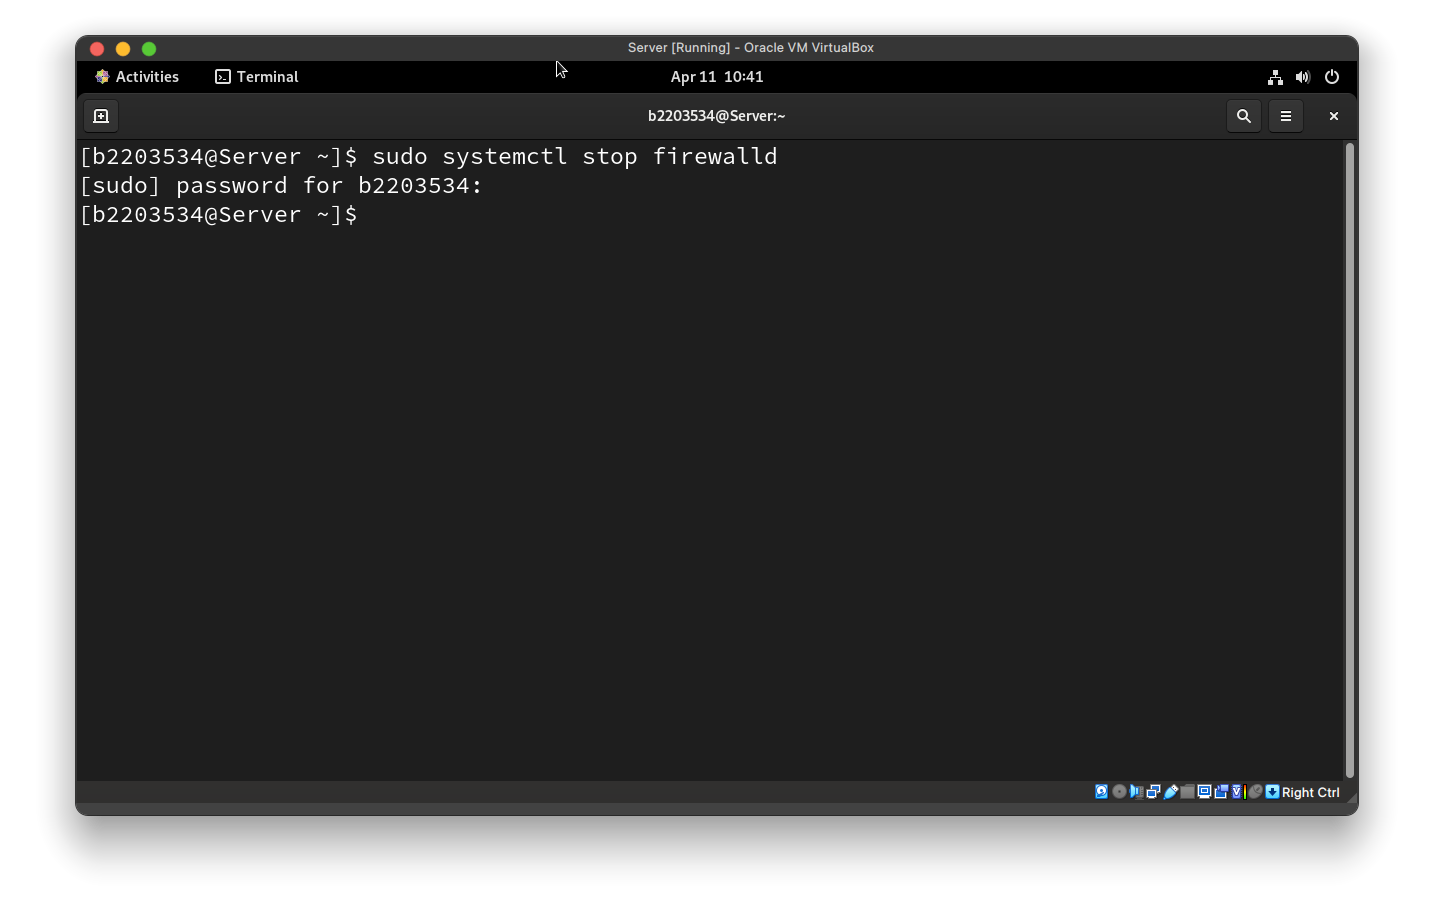 Server [Running] - Oracle VM VirtualBox
Activities Terminal Apr 11 10:41
b2203534@Server:~
[b2203534@Server ~]$ sudo systemctl stop firewalld
[sudo] password for b2203534:
[b2203534@Server ~]$
Right Ctrl